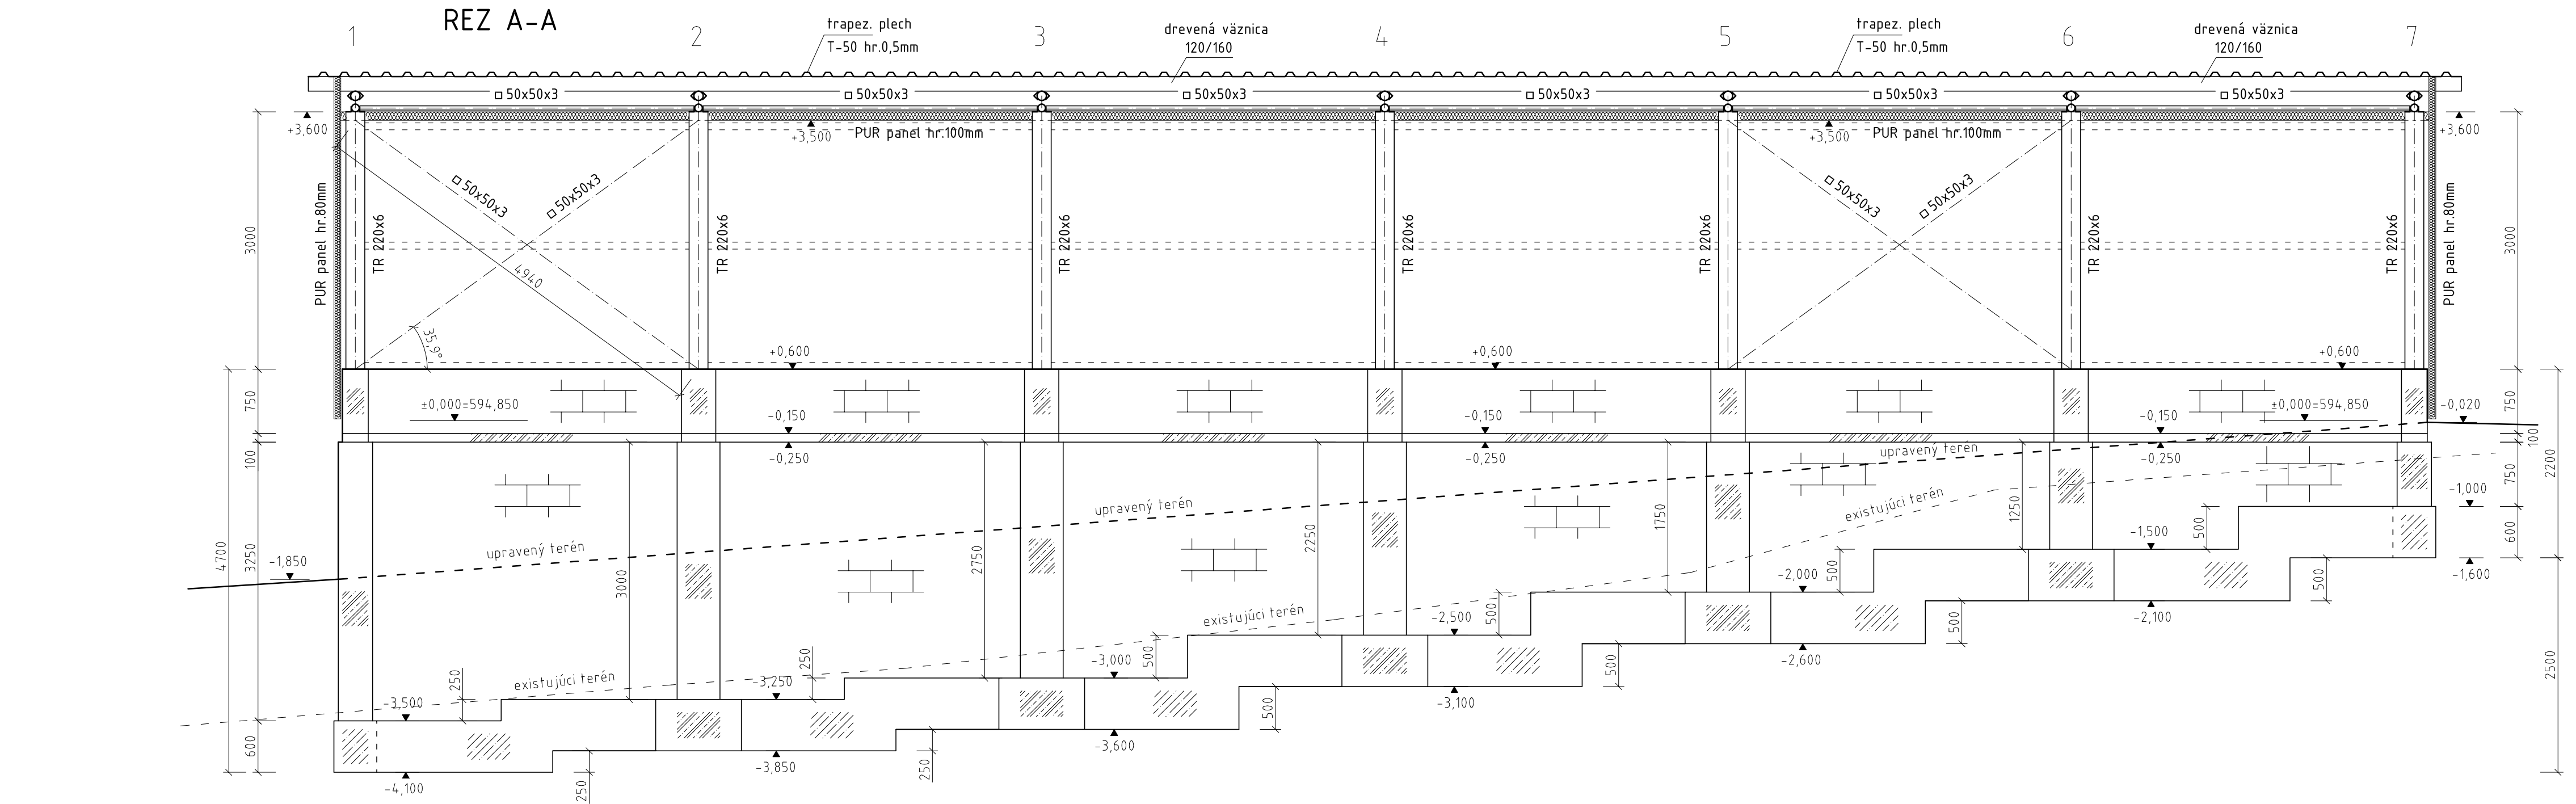 REZ A-A
1
2
3
4
5
6
7
trapez. plech
T-50 hr.0,5mm
drevená väznica
120/160
trapez. plech
T-50 hr.0,5mm
drevená väznica
120/160
50x50x3
50x50x3
50x50x3
50x50x3
50x50x3
50x50x3
+3,600
+3,500
PUR panel hr.100mm
+3,500
PUR panel hr.100mm
+3,600
PUR panel hr.80mm
TR 220x6
50x50x3
50x50x3
4940
35,9°
TR 220x6
TR 220x6
TR 220x6
TR 220x6
50x50x3
50x50x3
TR 220x6
TR 220x6
PUR panel hr.80mm
3000
3000
+0,600
+0,600
+0,600
750
±0,000=594,850
-0,150
-0,150
-0,150
±0,000=594,850
-0,020
750
100
-0,250
-0,250
-0,250
100
2200
upravený terén
upravený terén
upravený terén
existujúci terén
existujúci terén
existujúci terén
4700
3250
-1,850
3000
2750
2250
1750
1250
750
-1,000
600
-1,600
500
-1,500
500
-2,100
500
-2,000
500
-2,600
500
-2,500
500
-3,100
500
-3,000
500
-3,600
250
-3,250
250
-3,850
250
-3,500
250
-4,100
600
2500